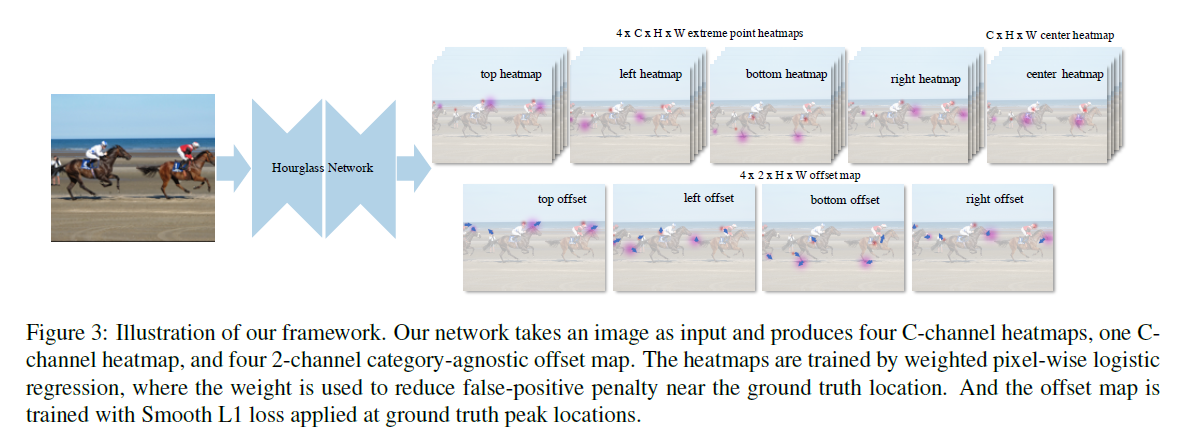 4 x C x H x W extreme point heatmaps
C x H x W center heatmap
top heatmap
left heatmap
bottom heatmap
right heatmap
center heatmap
Hourglass Network
4 x 2 x H x W offset map
top offset
left offset
bottom offset
right offset
Figure 3: Illustration of our framework. Our network takes an image as input and produces four C-channel heatmaps, one C-
channel heatmap, and four 2-channel category-agnostic offset map. The heatmaps are trained by weighted pixel-wise logistic
regression, where the weight is used to reduce false-positive penalty near the ground truth location. And the offset map is
trained with Smooth L1 loss applied at ground truth peak locations.